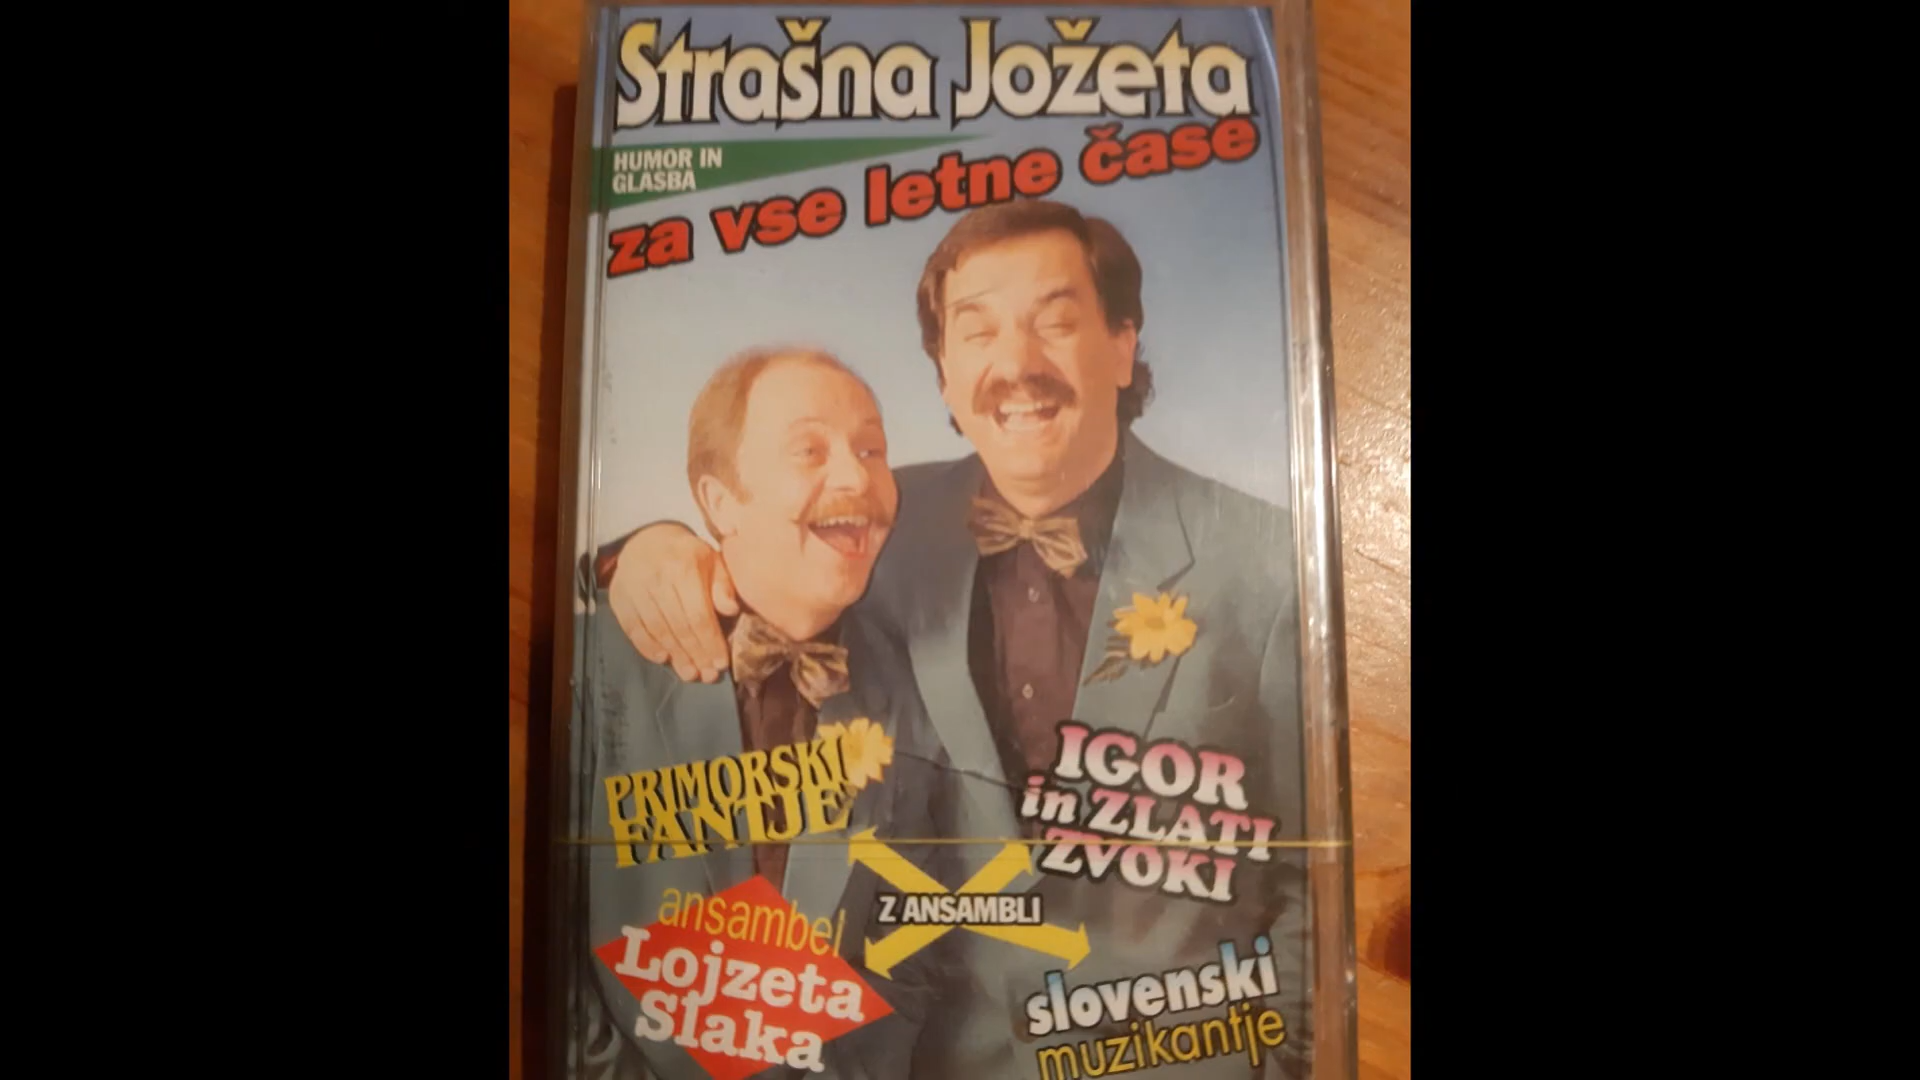 Strašna Jožeta
HUMOR IN
GLASBA
za vse letne čase
PRIMORSKI
FANTJE
IGOR
in ZLATI
ZVOKI
Z ANSAMBLI
ansambel
Lojzeta
Slaka
slovenski
muzikantje